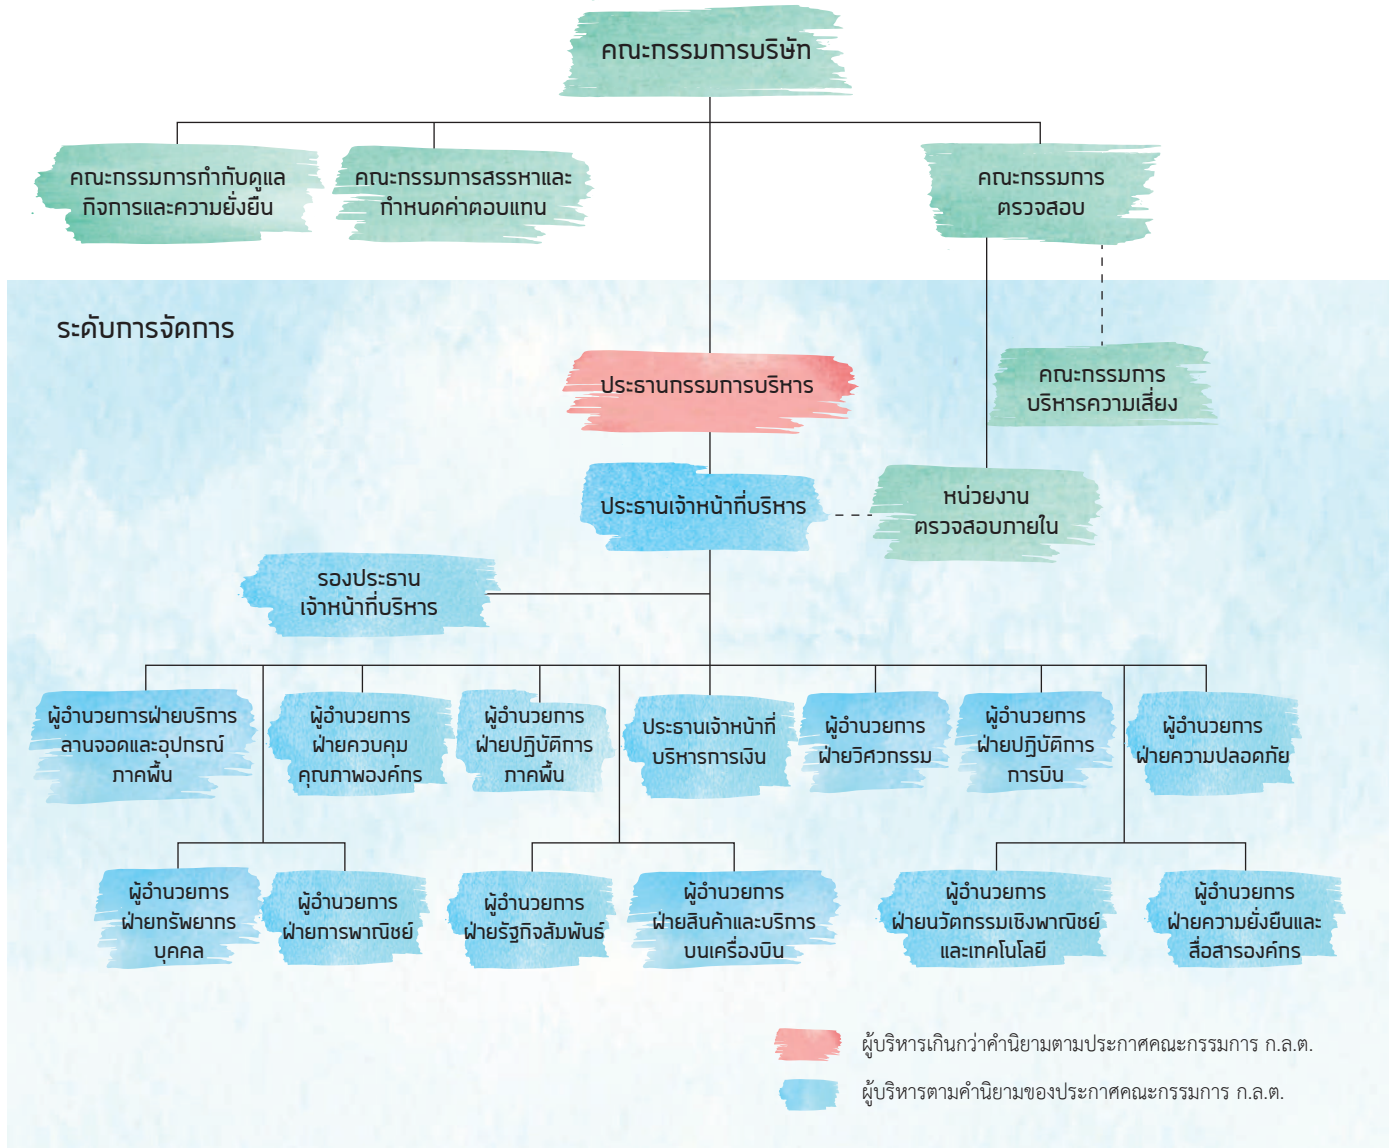 คณะกรรมการบริษัท
คณะกรรมการกำกับดูแล
กิจการและความยั่งยืน
คณะกรรมการสรรหาและ
กำหนดค่าตอบแทน
คณะกรรมการ
ตรวจสอบ
ระดับการจัดการ
ประธานกรรมการบริหาร
คณะกรรมการ
บริหารความเสี่ยง
ประธานเจ้าหน้าที่บริหาร
หน่วยงาน
ตรวจสอบภายใน
รองประธาน
เจ้าหน้าที่บริหาร
ผู้อำนวยการฝ่ายบริการ
ลานจอดและอุปกรณ์
ภาคพื้น
ผู้อำนวยการ
ฝ่ายควบคุม
คุณภาพองค์กร
ผู้อำนวยการ
ฝ่ายปฏิบัติการ
ภาคพื้น
ประธานเจ้าหน้าที่
บริหารการเงิน
ผู้อำนวยการ
ฝ่ายวิศวกรรม
ผู้อำนวยการ
ฝ่ายปฏิบัติการ
การบิน
ผู้อำนวยการ
ฝ่ายความปลอดภัย
ผู้อำนวยการ
ฝ่ายทรัพยากร
บุคคล
ผู้อำนวยการ
ฝ่ายการพาณิชย์
ผู้อำนวยการ
ฝ่ายรัฐกิจสัมพันธ์
ผู้อำนวยการ
ฝ่ายสินค้าและบริการ
บนเครื่องบิน
ผู้อำนวยการ
ฝ่ายนวัตกรรมเชิงพาณิชย์
และเทคโนโลยี
ผู้อำนวยการ
ฝ่ายความยั่งยืนและ
สื่อสารองค์กร
ผู้บริหารเกินกว่าคำนิยามตามประกาศคณะกรรมการ ก.ล.ต.
ผู้บริหารตามคำนิยามของประกาศคณะกรรมการ ก.ล.ต.